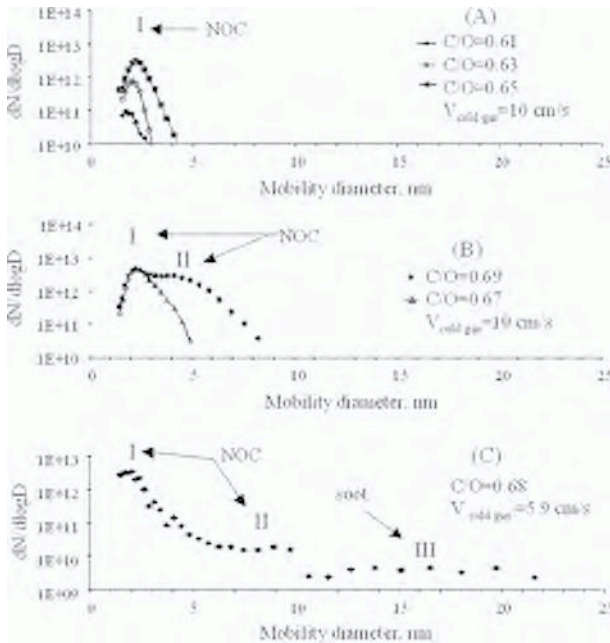 (A)
I
NOC
1E+14
1E+13
1E+12
1E+11
1E+10
dN/dlogD
C/O=0.61
C/O=0.63
C/O=0.65
V cold gas=10 cm/s
0 5 10 15 20 25
Mobility diameter, nm
(B)
I
NOC
II
1E+14
1E+13
1E+12
1E+11
1E+10
dN/dlogD
C/O=0.69
C/O=0.67
V cold gas=10 cm/s
0 5 10 15 20 25
Mobility diameter, nm
(C)
I
NOC
II
soot
III
1E+13
1E+12
1E+11
1E+10
1E+09
dN/dlogD
C/O=0.68
V cold gas=5.9 cm/s
0 5 10 15 20 25
Mobility diameter, nm